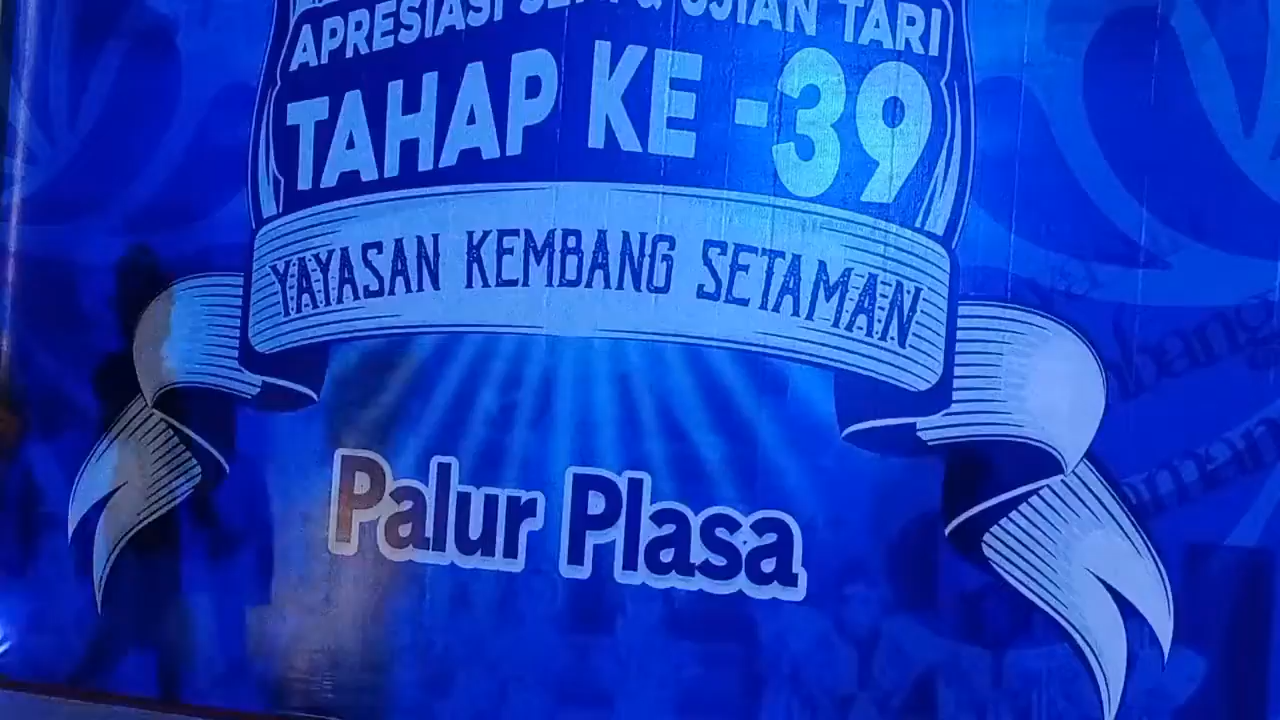 APRESIASI SENI & UJIAN TARI
TAHAP KE -39
YAYASAN KEMBANG SETAMAN
Palur Plasa